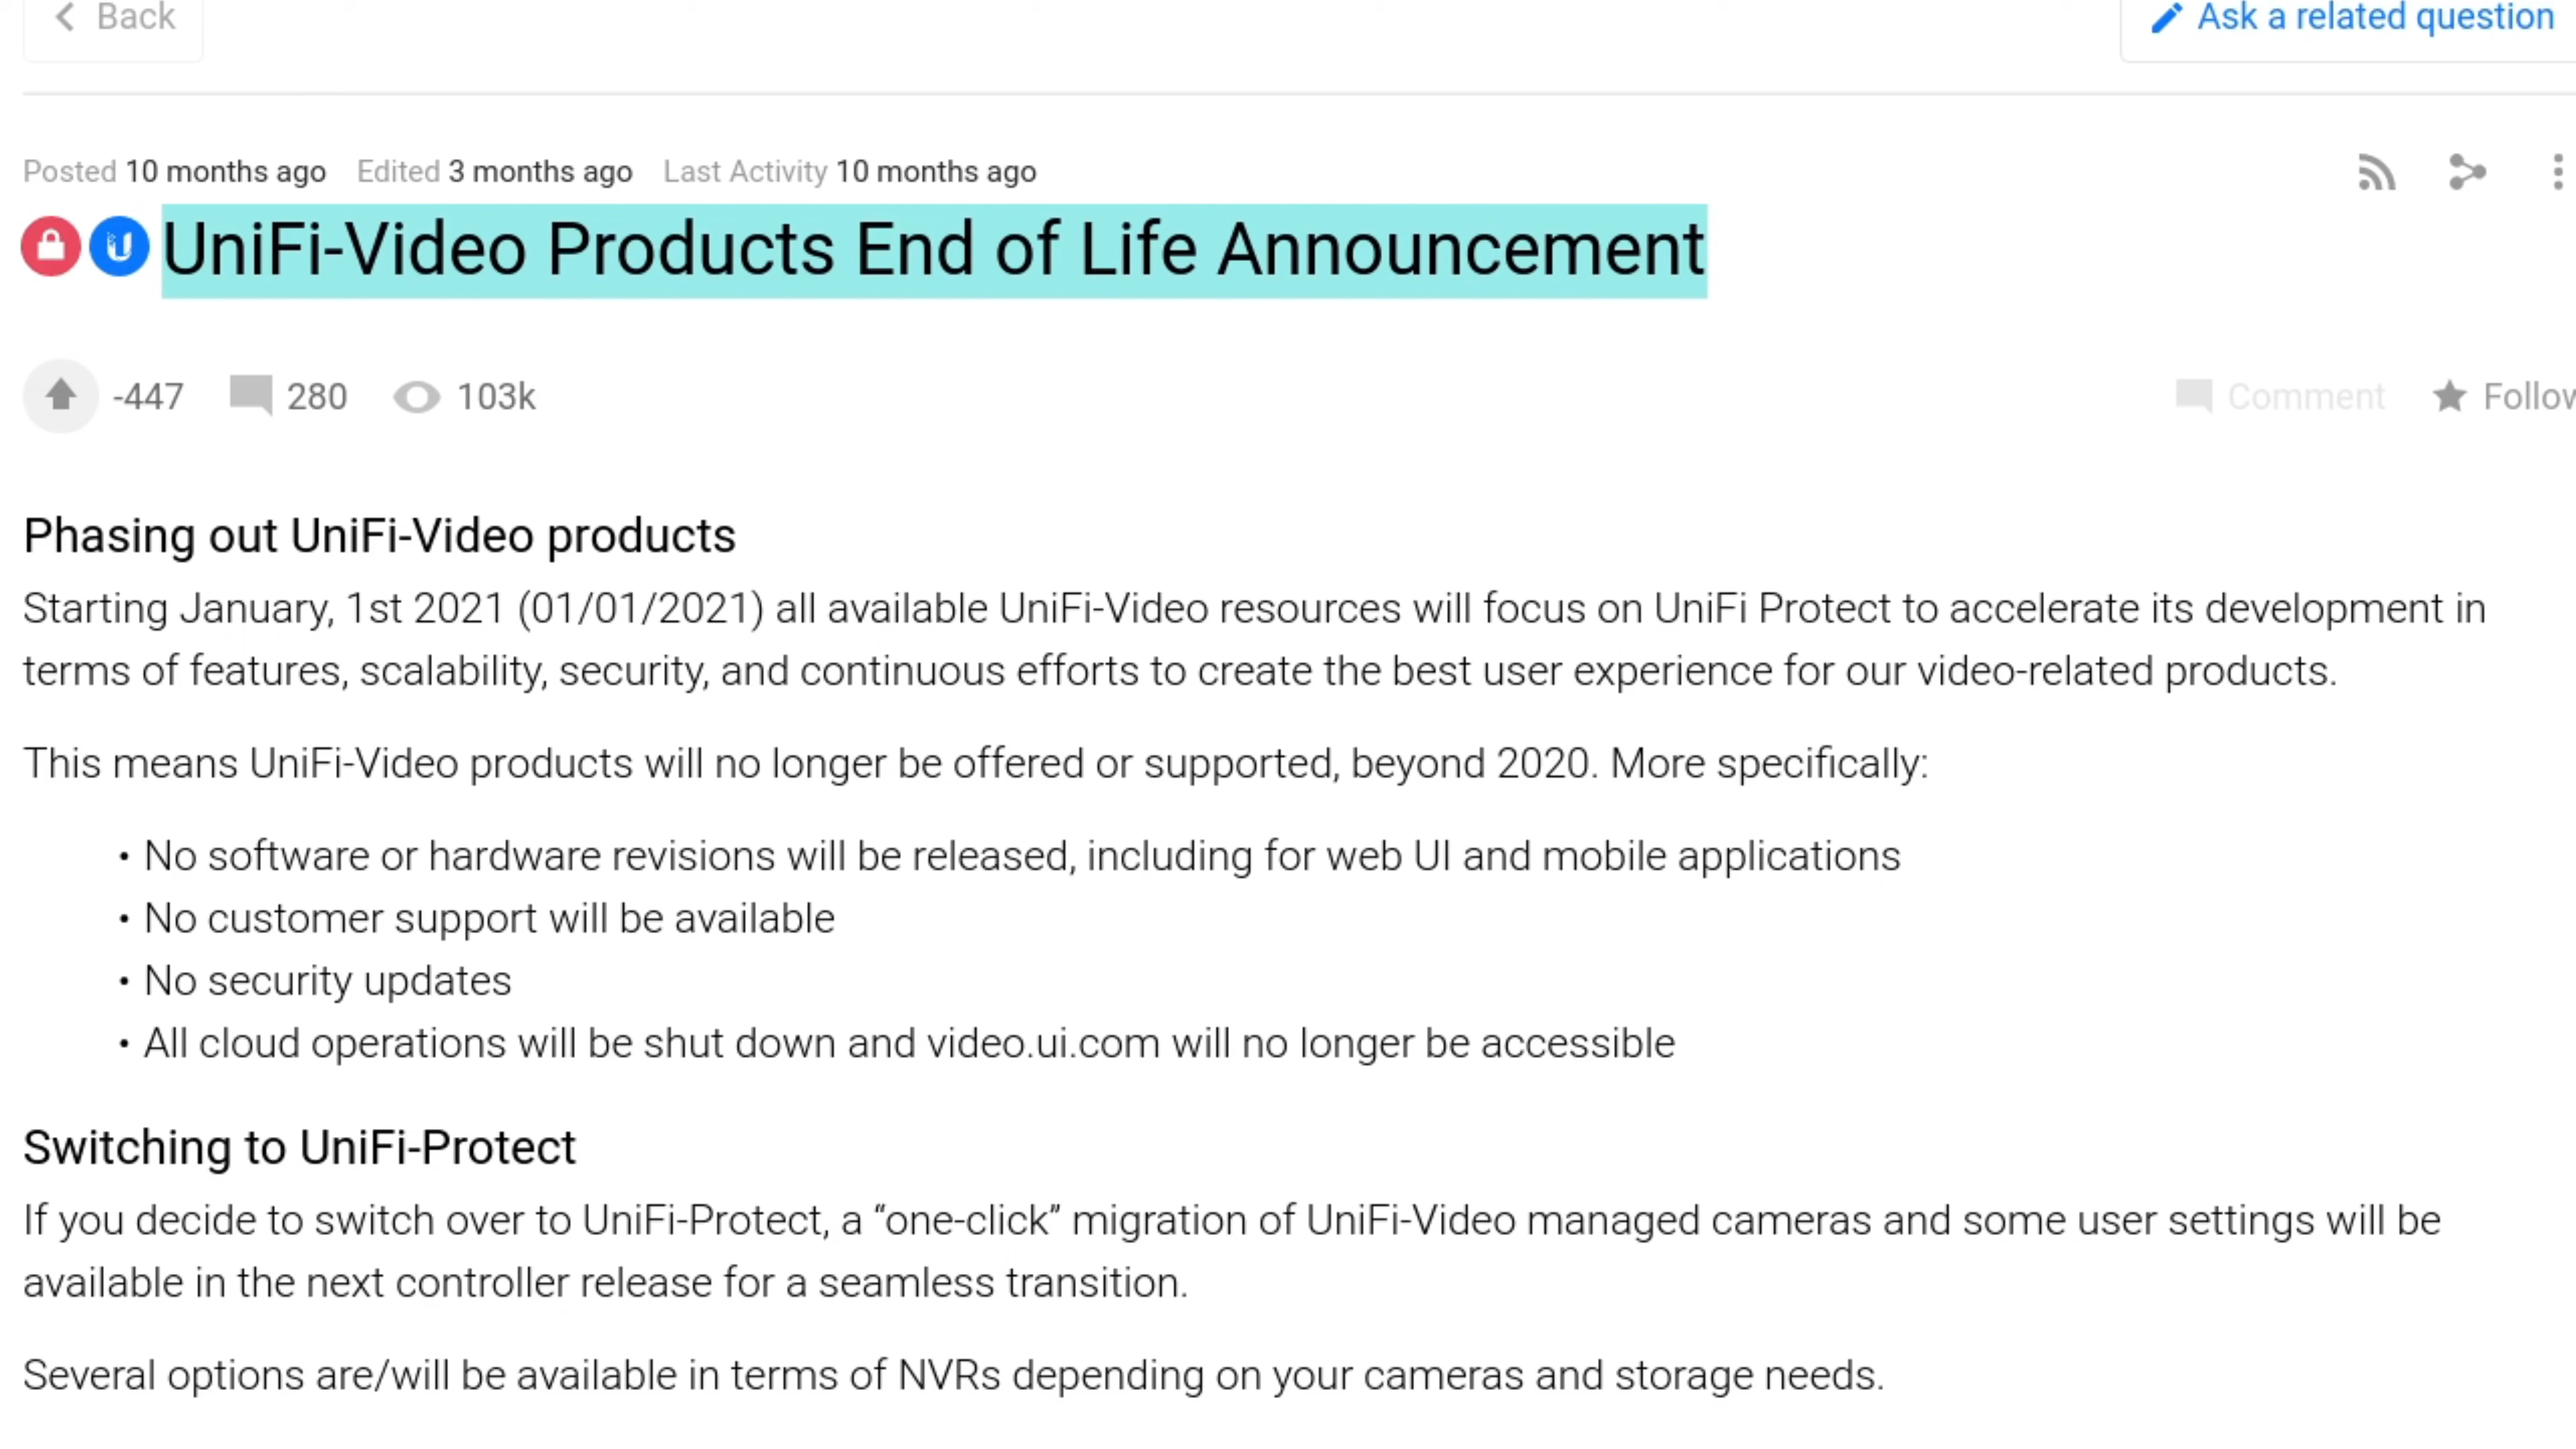 Back
Ask a related question
Posted 10 months ago Edited 3 months ago Last Activity 10 months ago
UniFi-Video Products End of Life Announcement
-447 280 103k Comment Follow
Phasing out UniFi-Video products
Starting January, 1st 2021 (01/01/2021) all available UniFi-Video resources will focus on UniFi Protect to accelerate its development in
terms of features, scalability, security, and continuous efforts to create the best user experience for our video-related products.
This means UniFi-Video products will no longer be offered or supported, beyond 2020. More specifically:
• No software or hardware revisions will be released, including for web UI and mobile applications
• No customer support will be available
• No security updates
• All cloud operations will be shut down and video.ui.com will no longer be accessible
Switching to UniFi-Protect
If you decide to switch over to UniFi-Protect, a “one-click” migration of UniFi-Video managed cameras and some user settings will be
available in the next controller release for a seamless transition.
Several options are/will be available in terms of NVRs depending on your cameras and storage needs.